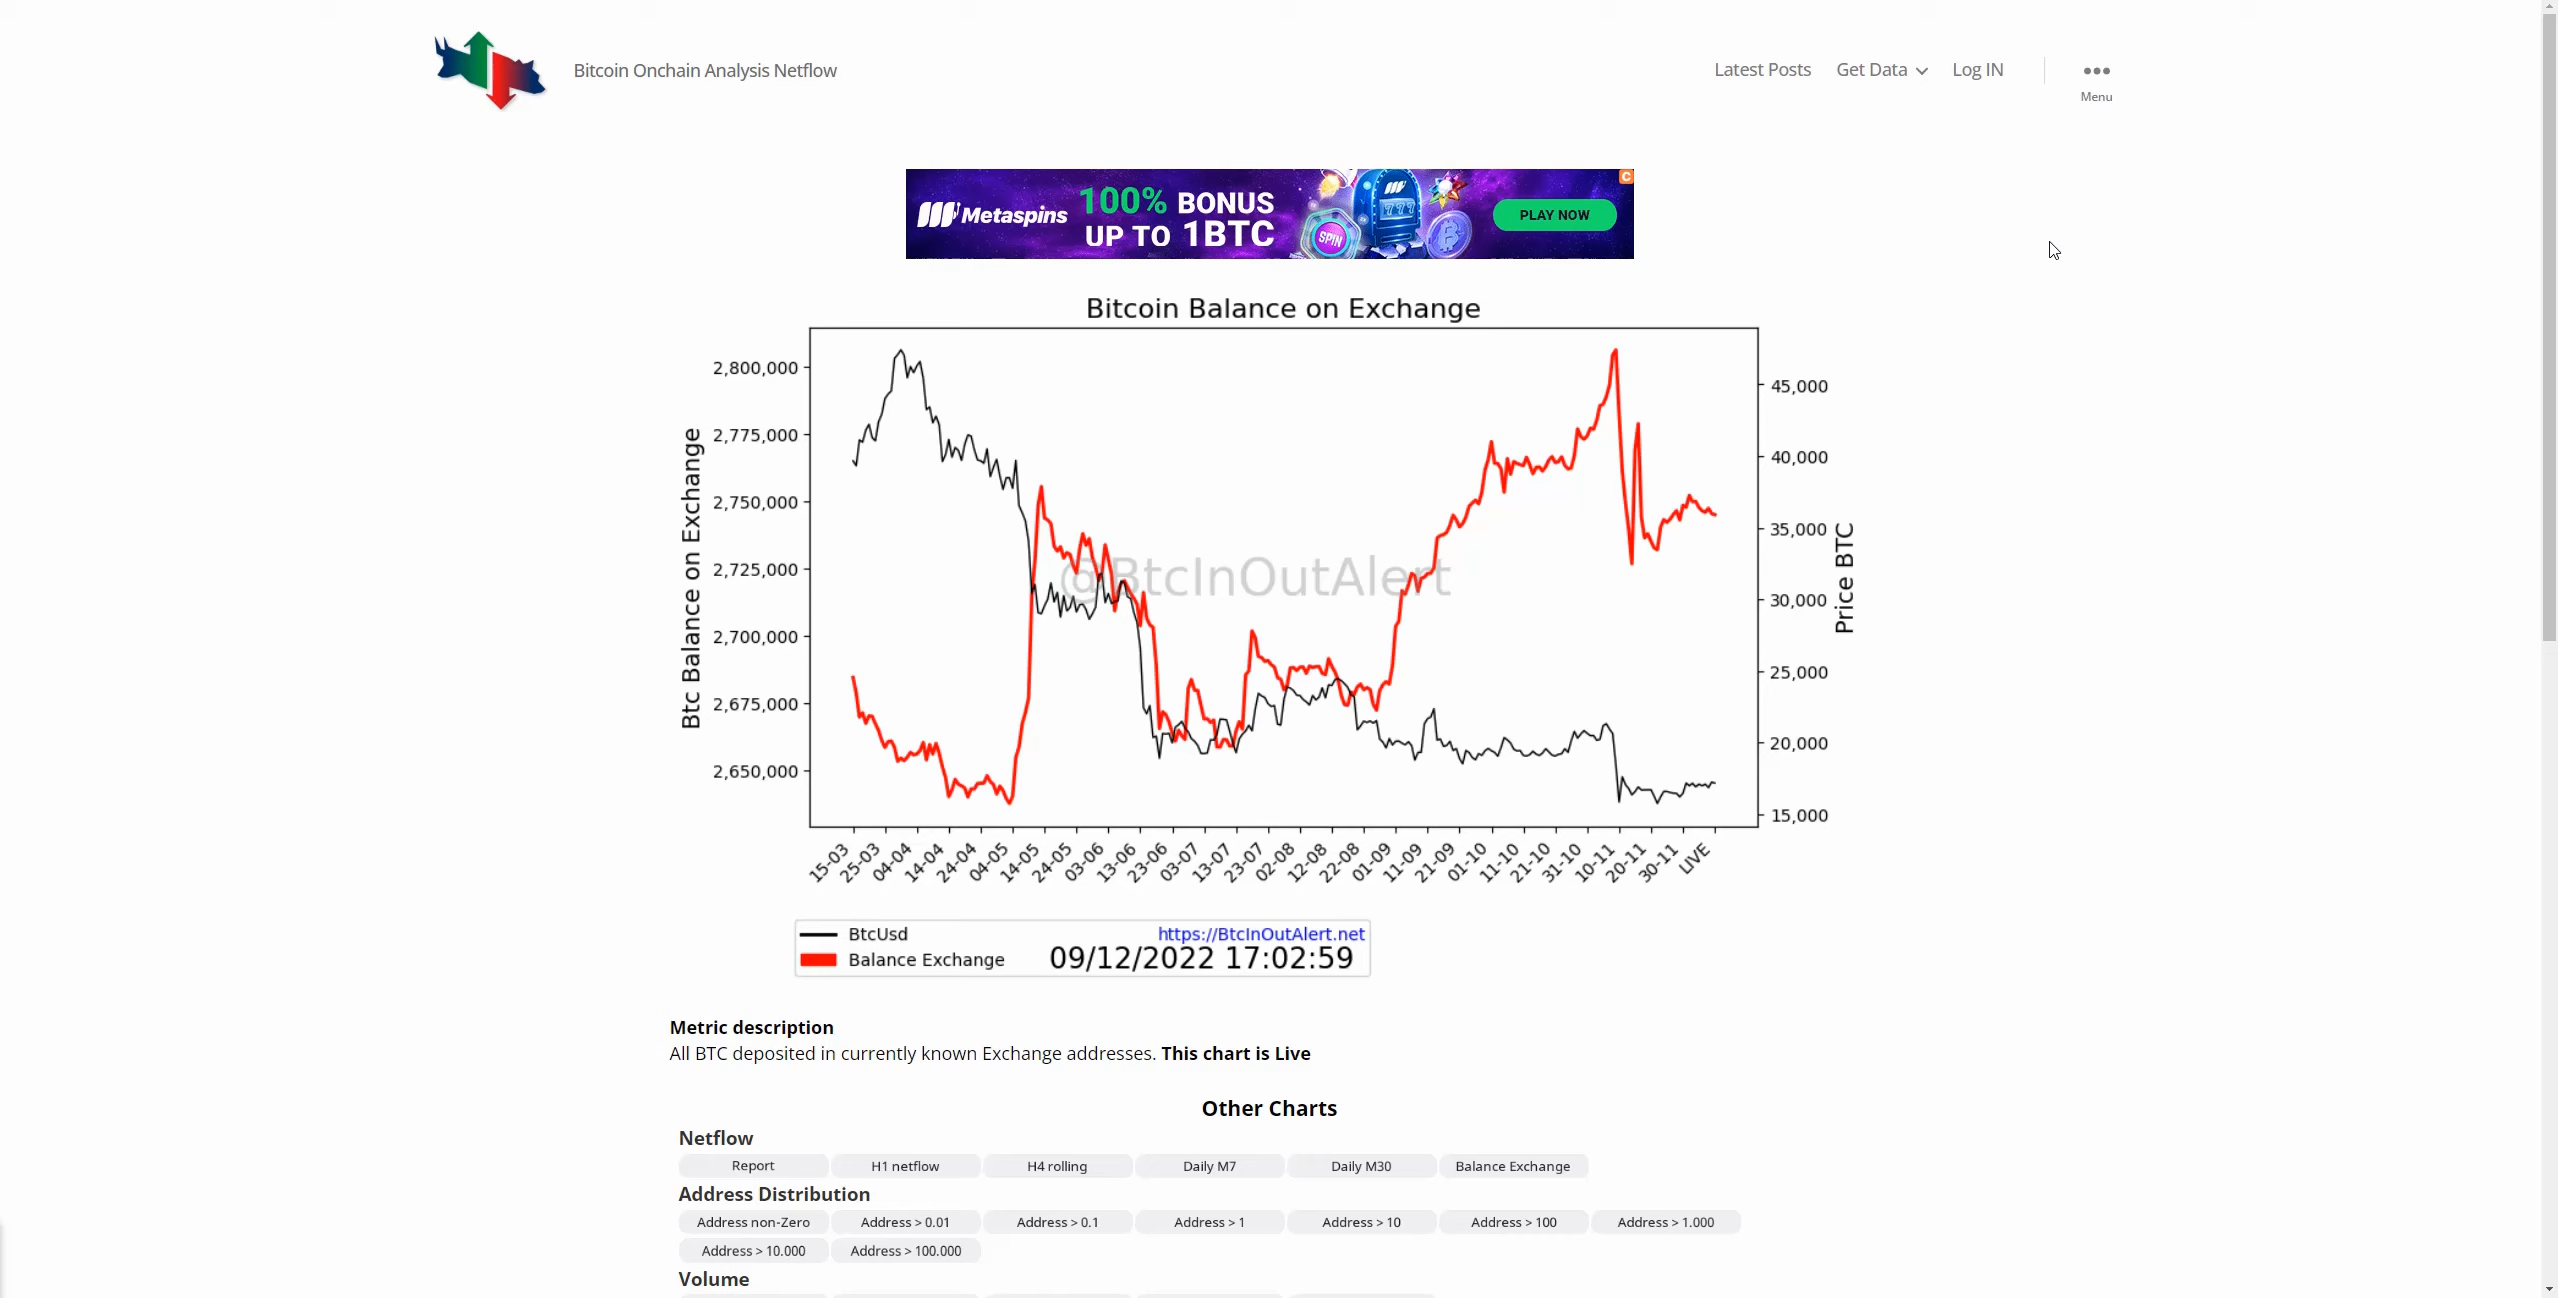 Bitcoin Onchain Analysis Netflow
Latest Posts Get Data Log IN
Menu
Metaspins 100% BONUS UP TO 1BTC
777
SPIN
PLAY NOW
C
Bitcoin Balance on Exchange
Btc Balance on Exchange
2,800,000
2,775,000
2,750,000
2,725,000
2,700,000
2,675,000
2,650,000
@BtcInOutAlert
45,000
40,000
35,000
30,000
25,000
20,000
15,000
Price BTC
15-03 25-03 04-04 14-04 24-04 04-05 14-05 24-05 03-06 13-06 23-06 03-07 13-07 23-07 02-08 12-08 22-08 01-09 11-09 21-09 01-10 11-10 21-10 31-10 10-11 20-11 30-11 LIVE
BtcUsd https://BtcInOutAlert.net
Balance Exchange 09/12/2022 17:02:59
Metric description
All BTC deposited in currently known Exchange addresses. This chart is Live
Other Charts
Netflow
Report H1 netflow H4 rolling Daily M7 Daily M30 Balance Exchange
Address Distribution
Address non-Zero Address > 0.01 Address > 0.1 Address > 1 Address > 10 Address > 100 Address > 1.000
Address > 10.000 Address > 100.000
Volume